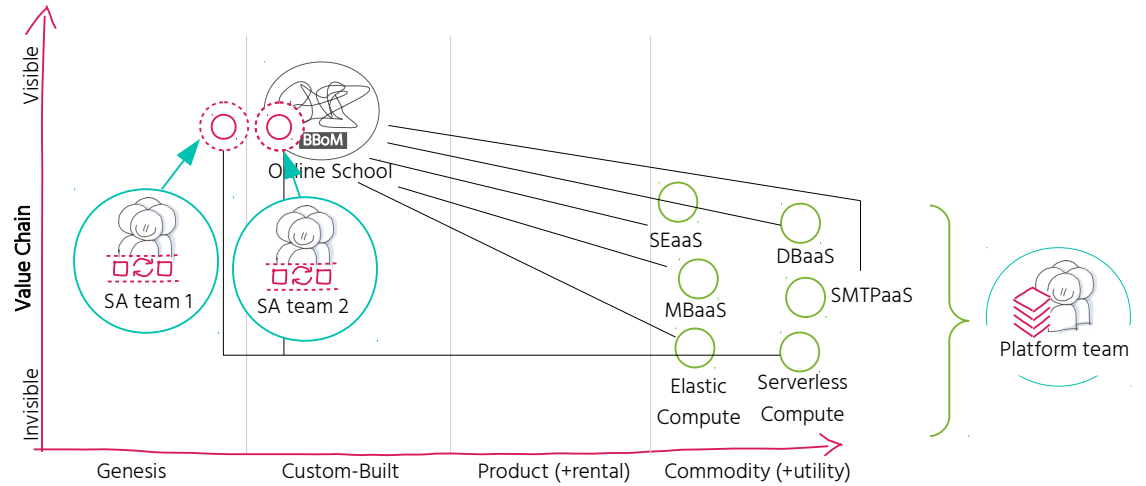 Visible
Value Chain
Invisible
BBoM
Online School
SA team 1
SA team 2
SEaaS
DBaaS
MBaaS
SMTPaaS
Elastic
Compute
Serverless
Compute
Platform team
Genesis
Custom-Built
Product (+rental)
Commodity (+utility)